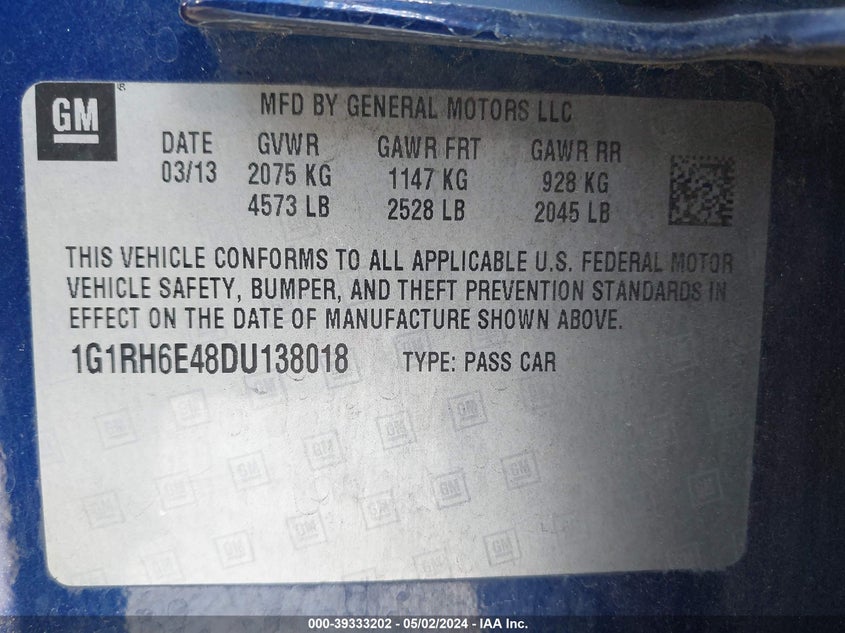 GM
MFD BY GENERAL MOTORS LLC
DATE GVWR GAWR FRT GAWR RR
03/13 2075 KG 1147 KG 928 KG
4573 LB 2528 LB 2045 LB
THIS VEHICLE CONFORMS TO ALL APPLICABLE U.S. FEDERAL MOTOR
VEHICLE SAFETY, BUMPER, AND THEFT PREVENTION STANDARDS IN
EFFECT ON THE DATE OF MANUFACTURE SHOWN ABOVE.
1G1RH6E48DU138018 TYPE: PASS CAR
000-39333202 - 05/02/2024 - IAA Inc.